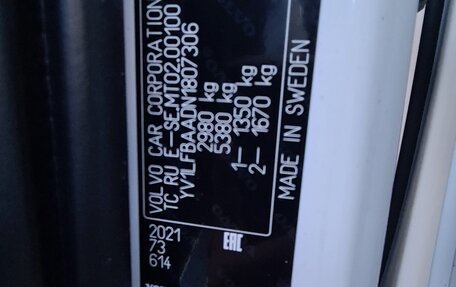 VOLVO CAR CORPORATION
TC RU E-SE.MT02.00100
YV1LFBAADN1807306
2980 kg
5380 kg
1- 1350 kg
2- 1670 kg
MADE IN SWEDEN
2021
73
614
EAC